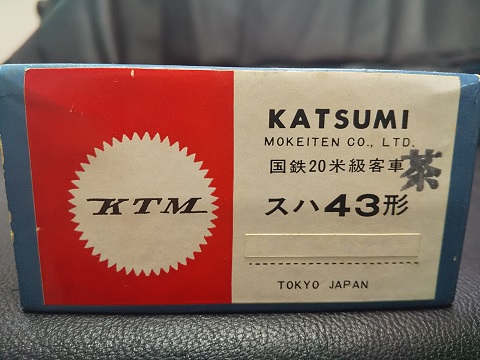 KTM
KATSUMI
MOKEITEN CO., LTD.
国鉄20米級客車
茶
スハ43形
TOKYO JAPAN